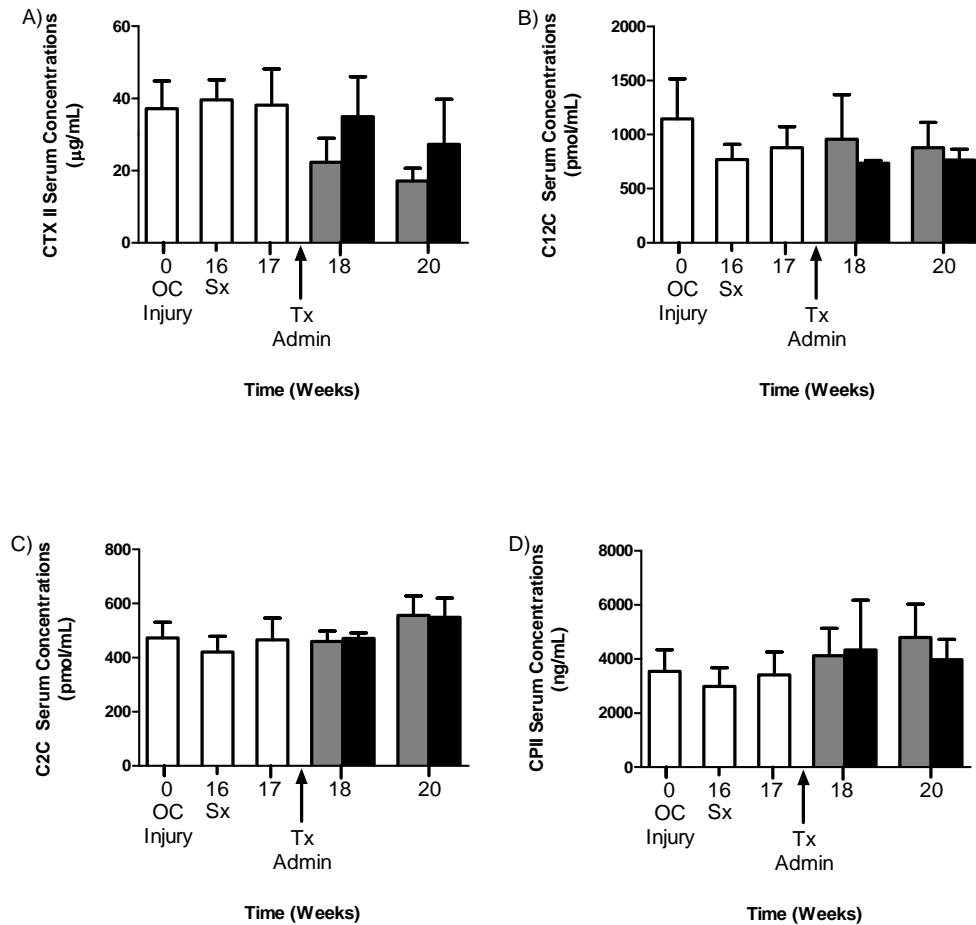 A)
CTX II Serum Concentrations
(µg/mL)
60
40
20
0
0
16
17
18
20
OC
Sx
Injury
Tx
Admin
Time (Weeks)
B)
C12C Serum Concentrations
(pmol/mL)
2000
1500
1000
500
0
0
16
17
18
20
OC
Sx
Injury
Tx
Admin
Time (Weeks)
C)
C2C Serum Concentrations
(pmol/mL)
800
600
400
200
0
0
16
17
18
20
OC
Sx
Injury
Tx
Admin
Time (Weeks)
D)
CPII Serum Concentrations
(ng/mL)
8000
6000
4000
2000
0
0
16
17
18
20
OC
Sx
Injury
Tx
Admin
Time (Weeks)